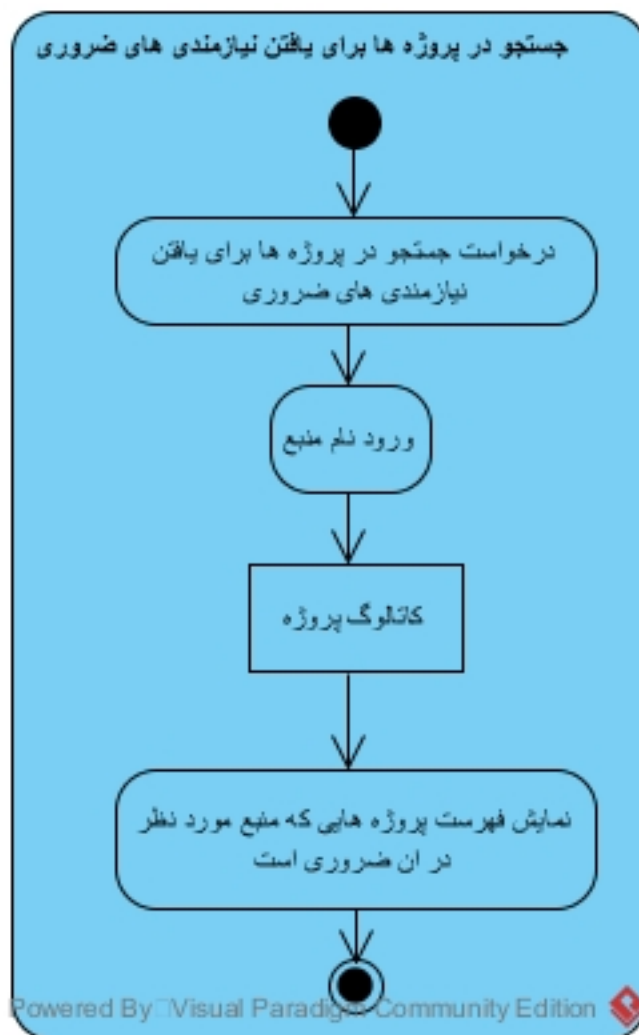 جستجو در پروژه ها برای یافتن نیازمندی های ضروری
درخواست جستجو در پروژه ها برای یافتن
نیازمندی های ضروری
ورود نام منبع
کاتالوگ پروژه
نمایش فهرست پروژه هایی که منبع مورد نظر
در ان ضروری است
Powered By Visual Paradigm Community Edition